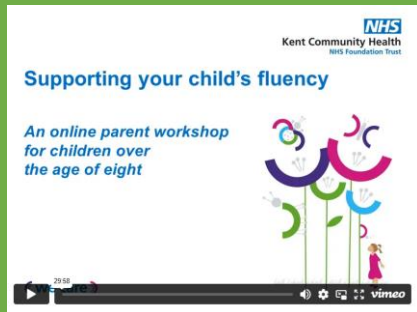 NHS
Kent Community Health
NHS Foundation Trust
Supporting your child's fluency
An online parent workshop
for children over
the age of eight
29:58
vimeo